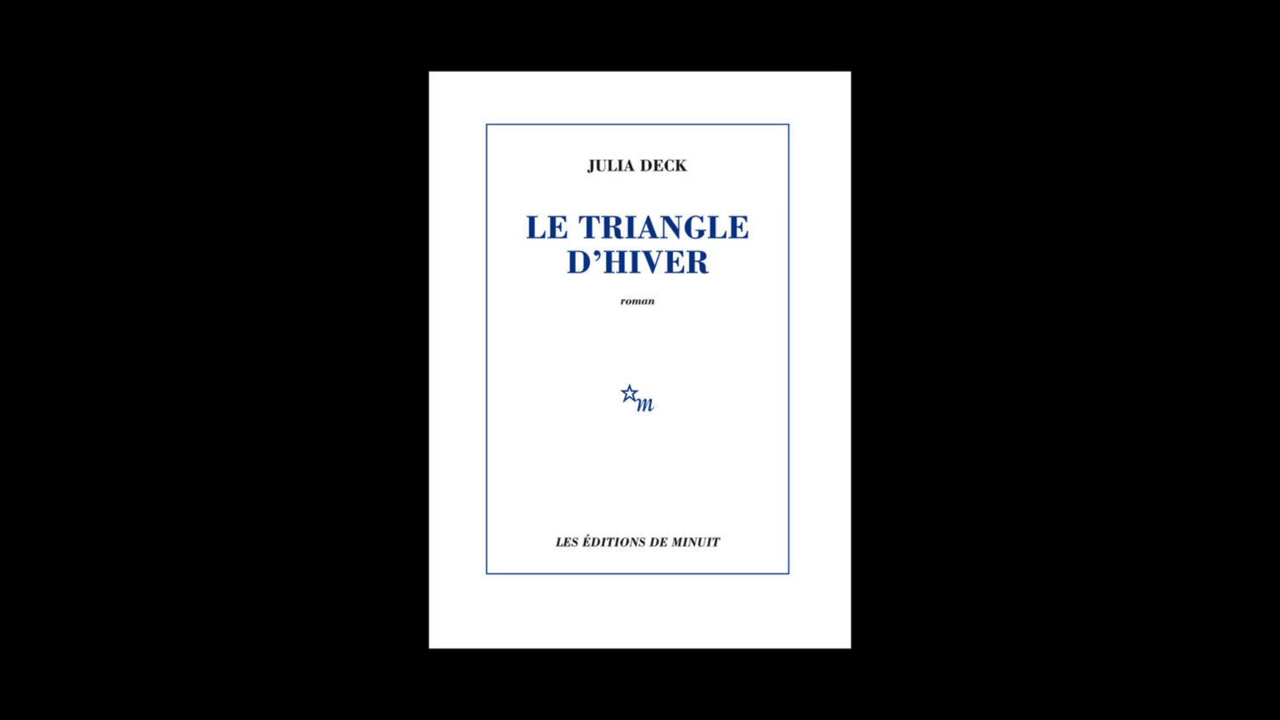 JULIA DECK
LE TRIANGLE
D’HIVER
roman
m
LES ÉDITIONS DE MINUIT